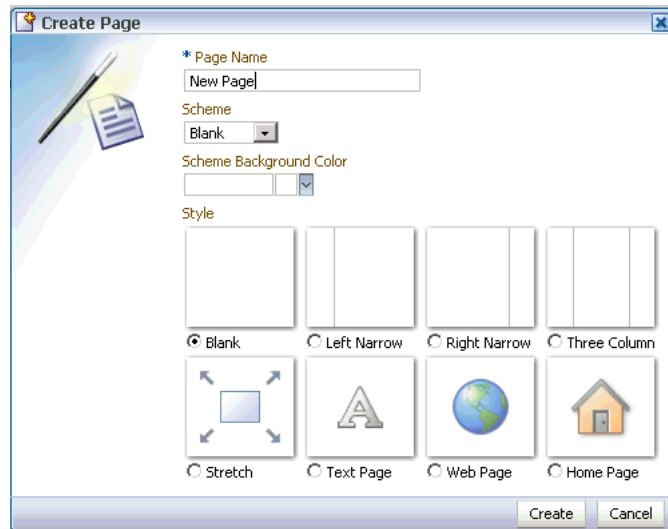 Create Page
* Page Name
New Page
Scheme
Blank
Scheme Background Color
Style
Blank
Left Narrow
Right Narrow
Three Column
A
Stretch
Text Page
Web Page
Home Page
Create
Cancel